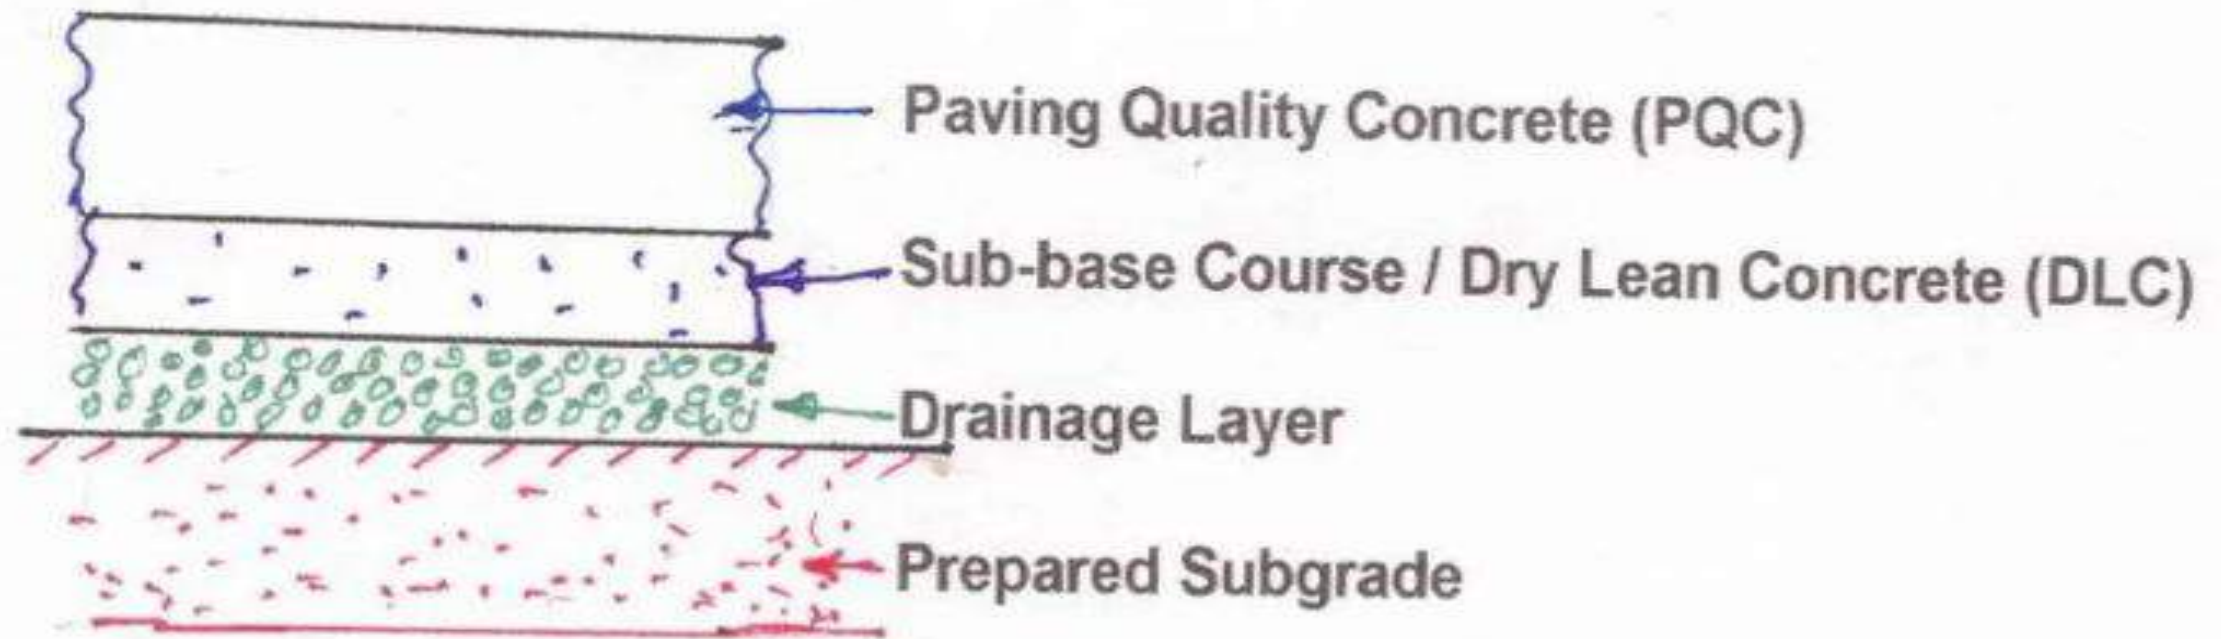 Paving Quality Concrete (PQC)
Sub-base Course / Dry Lean Concrete (DLC)
Drainage Layer
Prepared Subgrade